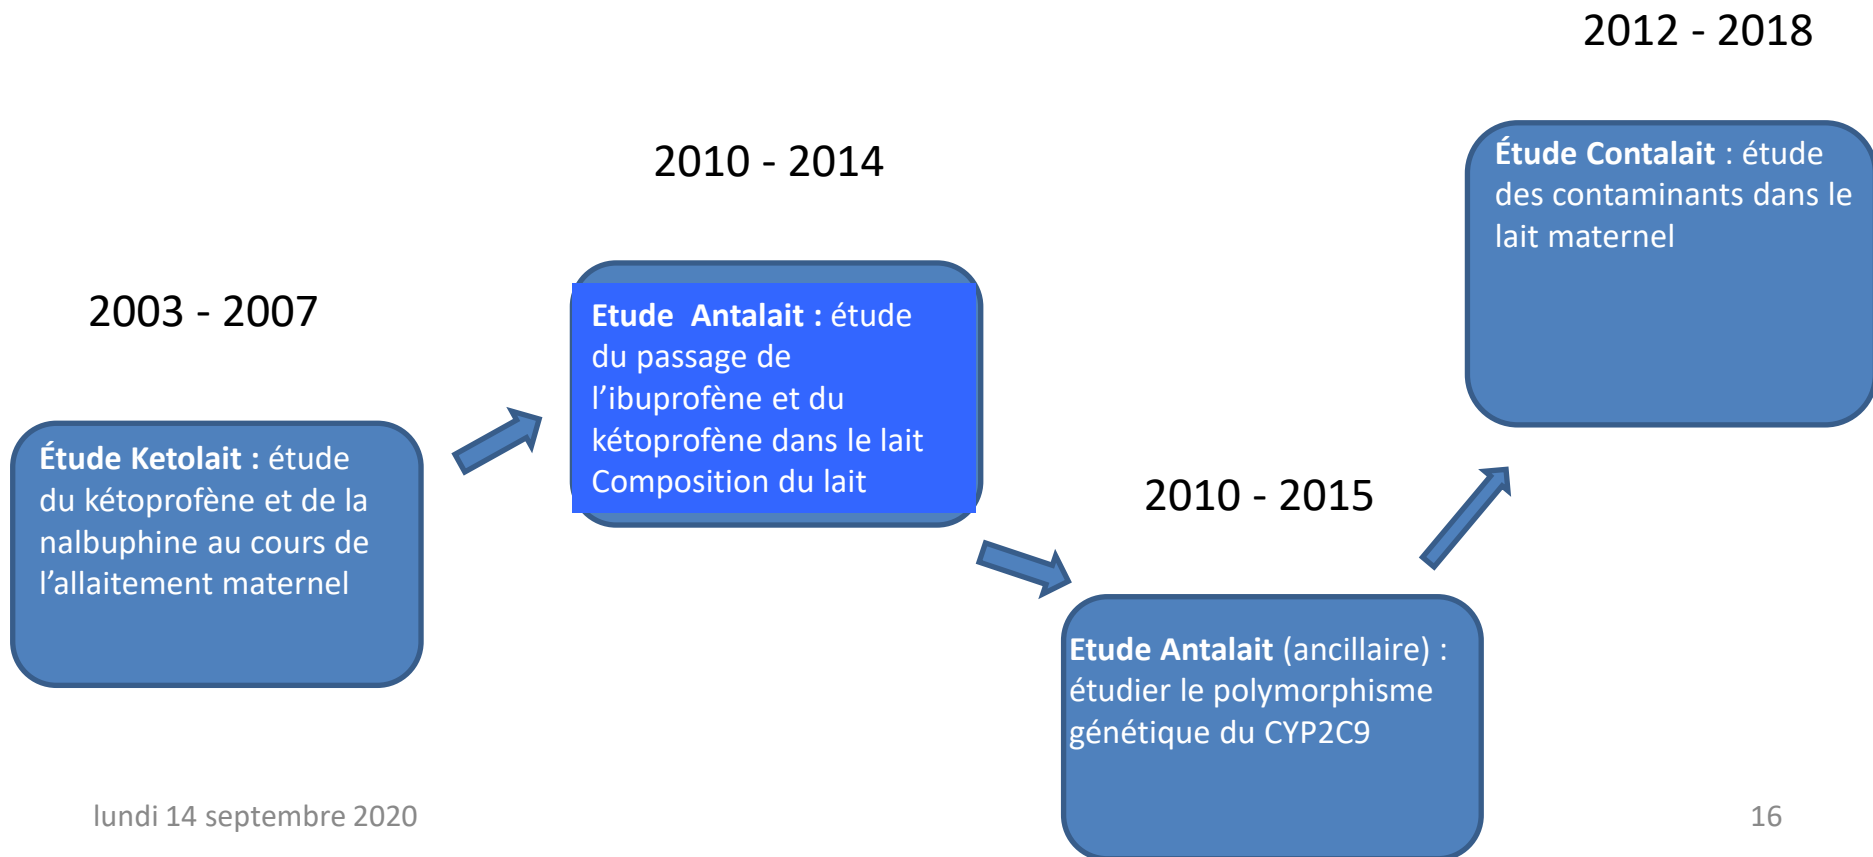 2003 - 2007
Étude Ketolait : étude
du kétoprofène et de la
nalbuphine au cours de
l’allaitement maternel
2010 - 2014
Etude Antalait : étude
du passage de
l’ibuprofène et du
kétoprofène dans le lait
Composition du lait
2010 - 2015
Etude Antalait (ancillaire) :
étudier le polymorphisme
génétique du CYP2C9
2012 - 2018
Étude Contalait : étude
des contaminants dans le
lait maternel
lundi 14 septembre 2020
16